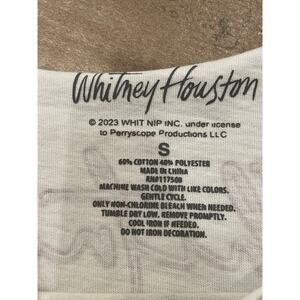 Whitney Houston
© 2023 WHIT NIP INC. under license
to Perryscope Productions LLC
S
60% COTTON 40% POLYESTER
MADE IN CHINA
RN#117508
MACHINE WASH COLD WITH LIKE COLORS.
GENTLE CYCLE.
ONLY NON-CHLORINE BLEACH WHEN NEEDED.
TUMBLE DRY LOW. REMOVE PROMPTLY.
COOL IRON IF NEEDED.
DO NOT IRON DECORATION.